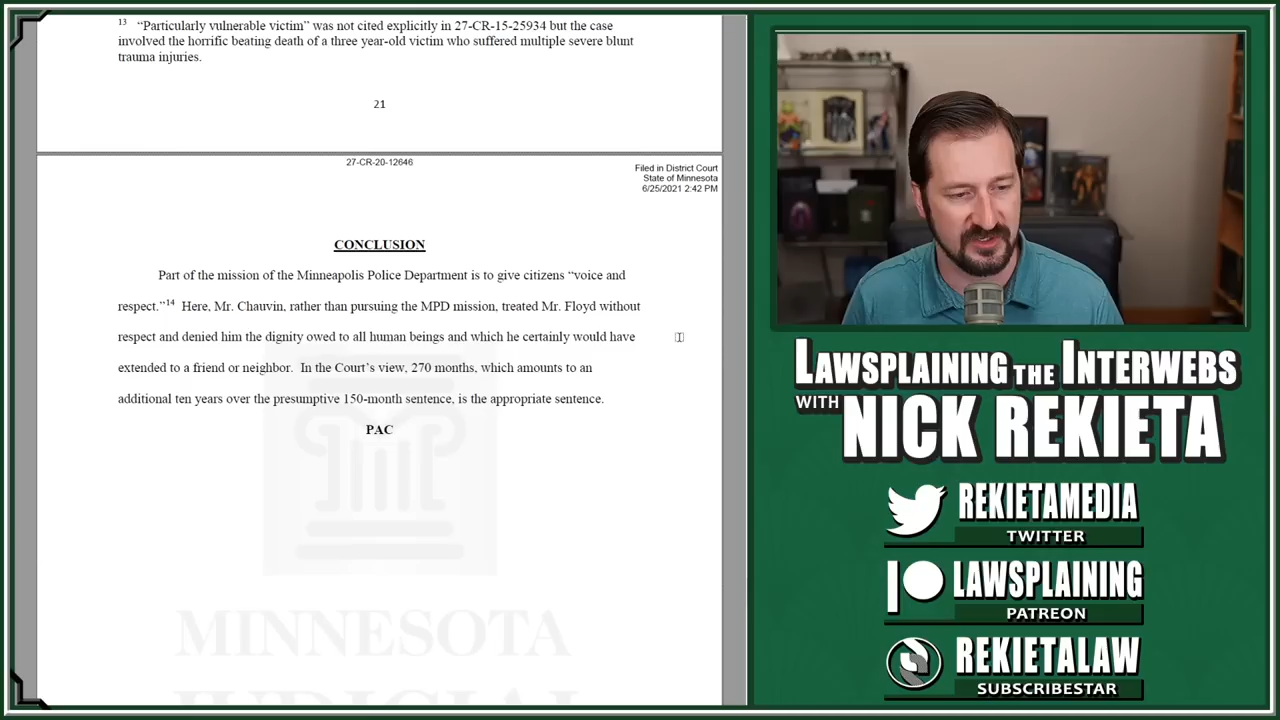 13 “Particularly vulnerable victim” was not cited explicitly in 27-CR-15-25934 but the case
involved the horrific beating death of a three year-old victim who suffered multiple severe blunt
trauma injuries.
21
27-CR-20-12646
Filed in District Court
State of Minnesota
6/25/2021 2:42 PM
CONCLUSION
Part of the mission of the Minneapolis Police Department is to give citizens “voice and
respect.”14 Here, Mr. Chauvin, rather than pursuing the MPD mission, treated Mr. Floyd without
respect and denied him the dignity owed to all human beings and which he certainly would have
extended to a friend or neighbor. In the Court’s view, 270 months, which amounts to an
additional ten years over the presumptive 150-month sentence, is the appropriate sentence.
PAC
MINNESOTA
JUDICIAL
LAWSPLAINING THE INTERWEBS
WITH NICK REKIETA
REKIETAMEDIA
TWITTER
LAWSPLAINING
PATREON
REKIETALAW
SUBSCRIBESTAR